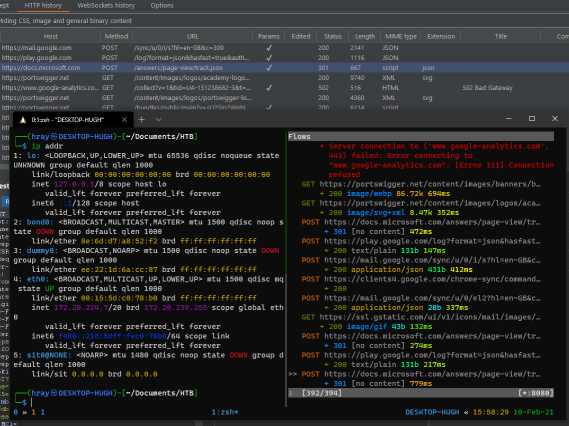 HTTP history WebSockets history Options
Hiding CSS, image and general binary content
Host Method URL Params Edited Status Length MIME type Extension Title
https://mail.google.com POST /sync/u/0/i/s?hl=en-GB&c=309 ✓ 200 2141 JSON
https://play.google.com POST /log?format=json&hasfast=true&auth... ✓ 200 1116 JSON
https://docs.microsoft.com POST /answers/page-view/track.json ✓ 301 667 script json
https://portswigger.net GET /content/images/logos/academy-logo... 200 9740 XML svg
https://www.google-analytics.c... GET /collect?v=1&tid=UA-151238682-3&t=... ✓ 502 516 HTML 502 Bad Gateway
https://portswigger.net GET /content/images/logos/portswigger-lo... 200 4360 XML svg
0:1:zsh — "DESKTOP-HUGH"
(hray㉿DESKTOP-HUGH)-[~/Documents/HTB]
$ ip addr
1: lo: <LOOPBACK,UP,LOWER_UP> mtu 65536 qdisc noqueue state
UNKNOWN group default qlen 1000
link/loopback 00:00:00:00:00:00 brd 00:00:00:00:00:00
inet 127.0.0.1/8 scope host lo
valid_lft forever preferred_lft forever
inet6 ::1/128 scope host
valid_lft forever preferred_lft forever
2: bond0: <BROADCAST,MULTICAST,MASTER> mtu 1500 qdisc noop s
tate DOWN group default qlen 1000
link/ether 8e:6d:d7:a8:52:f2 brd ff:ff:ff:ff:ff:ff
3: dummy0: <BROADCAST,NOARP> mtu 1500 qdisc noop state DOWN
group default qlen 1000
link/ether ee:22:1d:6a:cc:87 brd ff:ff:ff:ff:ff:ff
4: eth0: <BROADCAST,MULTICAST,UP,LOWER_UP> mtu 1500 qdisc mq
state UP group default qlen 1000
link/ether 00:15:5d:c0:78:b0 brd ff:ff:ff:ff:ff:ff
inet 172.20.224.7/20 brd 172.20.239.255 scope global eth
0
valid_lft forever preferred_lft forever
inet6 fe80::215:5dff:fec0:78b0/64 scope link
valid_lft forever preferred_lft forever
5: sit0@NONE: <NOARP> mtu 1480 qdisc noop state DOWN group d
efault qlen 1000
link/sit 0.0.0.0 brd 0.0.0.0
(hray㉿DESKTOP-HUGH)-[~/Documents/HTB]
$
Flows
+ Server connection to ("www.google-analytics.com",
443) failed: Error connecting to
"www.google-analytics.com": [Errno 111] Connection
refused
GET https://portswigger.net/content/images/banners/b…
+ 200 image/webp 86.72k 694ms
GET https://portswigger.net/content/images/logos/aca…
+ 200 image/svg+xml 8.47k 352ms
POST https://docs.microsoft.com/answers/page-view/tr…
+ 301 [no content] 472ms
POST https://play.google.com/log?format=json&hasfast…
+ 200 text/plain 131b 147ms
POST https://mail.google.com/sync/u/0/i/s?hl=en-GB&c…
+ 200 application/json 431b 412ms
POST https://clients4.google.com/chrome-sync/command…
+ 200
POST https://mail.google.com/sync/u/0/el2?hl=en-GB&c…
+ 200 application/json 28b 337ms
GET https://ssl.gstatic.com/ui/v1/icons/mail/images/…
+ 200 image/gif 43b 132ms
POST https://docs.microsoft.com/answers/page-view/tr…
+ 301 [no content] 274ms
POST https://play.google.com/log?format=json&hasfast…
+ 200 text/plain 131b 217ms
>> POST https://docs.microsoft.com/answers/page-view/tr…
+ 301 [no content] 779ms
[392/394] [*:8080]
0 » 1 1 1:zsh* DESKTOP-HUGH « 15:58:29 10-Feb-21